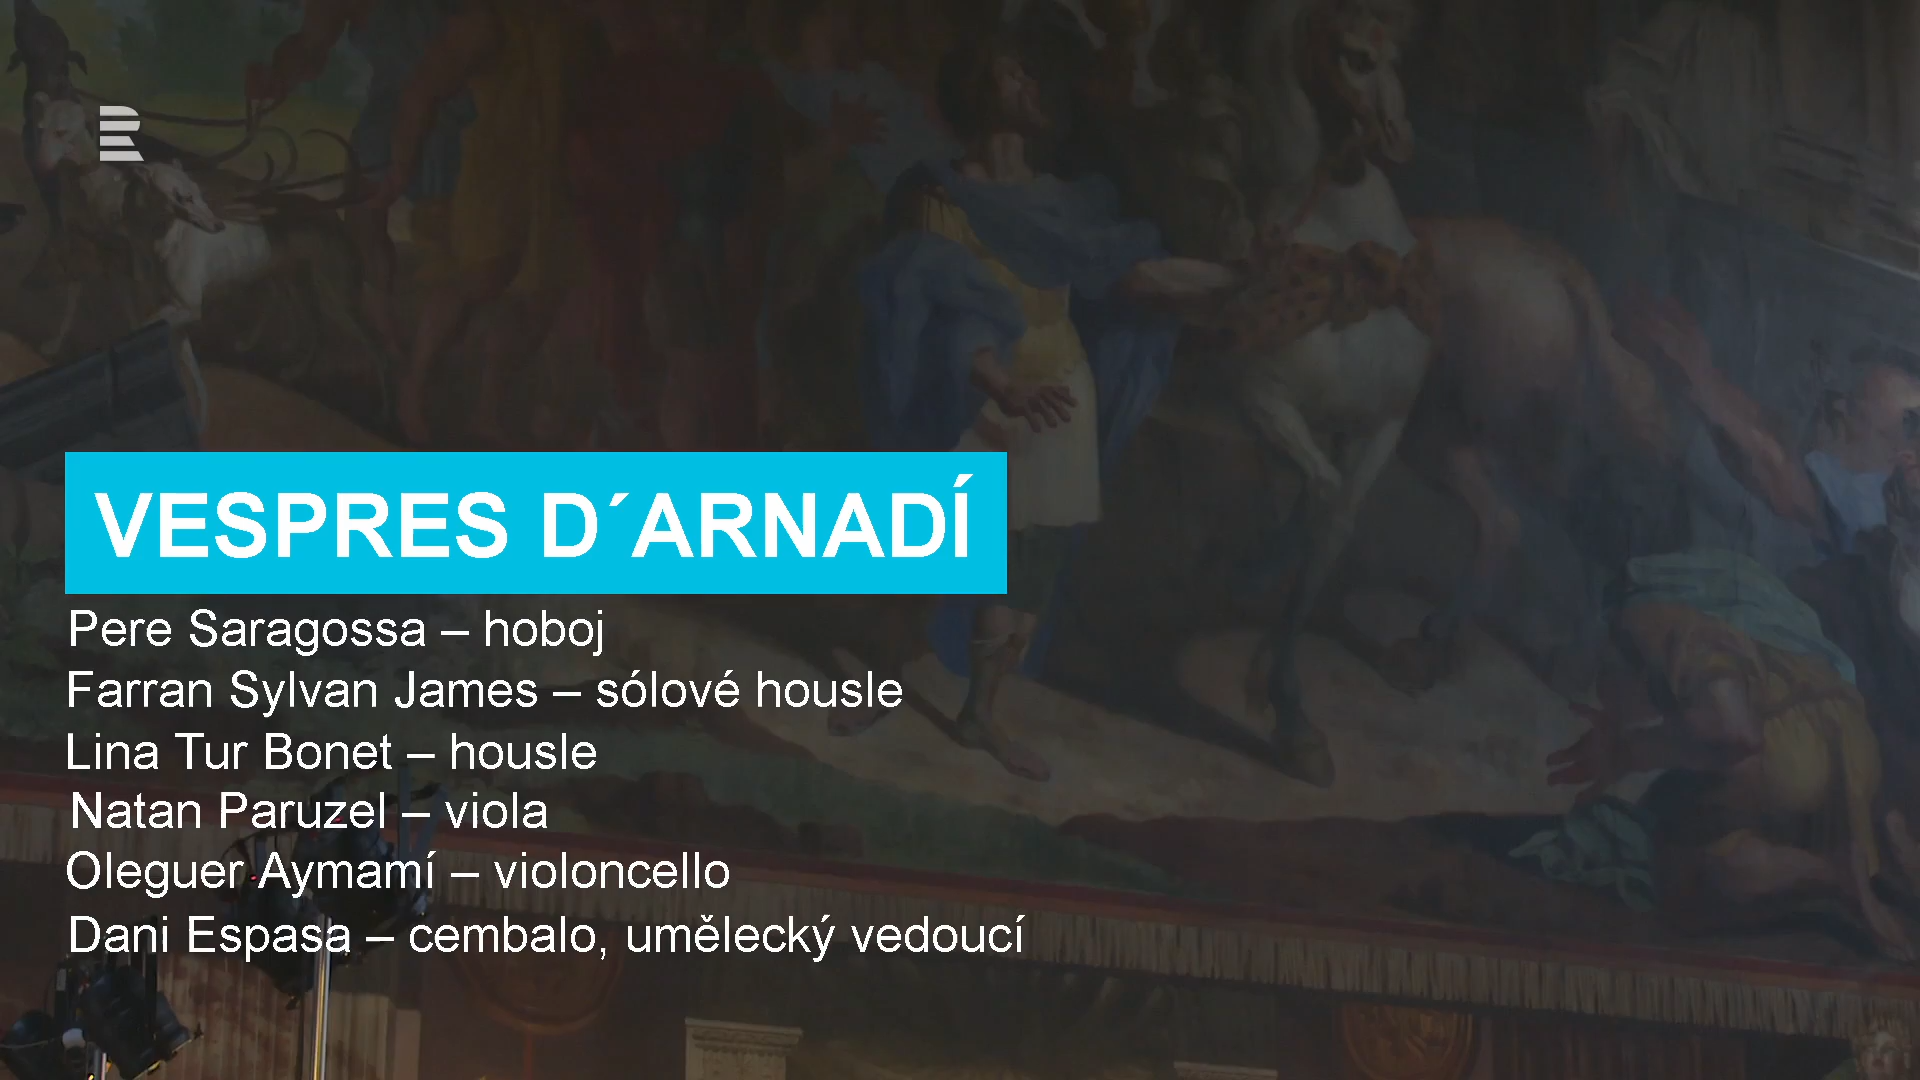 VESPRES D´ARNADÍ
Pere Saragossa – hoboj
Farran Sylvan James – sólové housle
Lina Tur Bonet – housle
Natan Paruzel – viola
Oleguer Aymamí – violoncello
Dani Espasa – cembalo, umělecký vedoucí